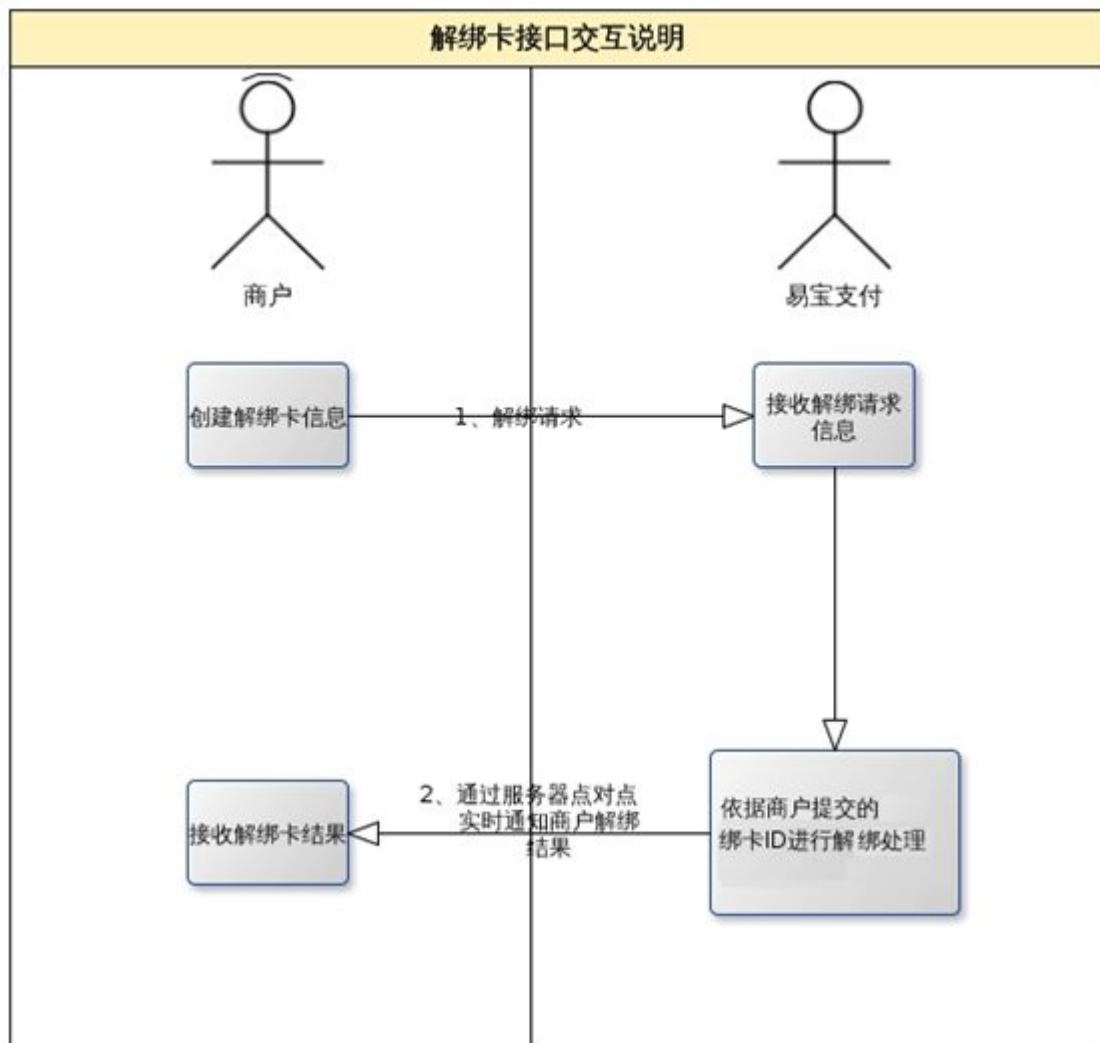 解绑卡接口交互说明
商户
易宝支付
创建解绑卡信息
1、解绑请求
接收解绑请求
信息
接收解绑卡结果
2、通过服务器点对点
实时通知商户解绑
结果
依据商户提交的
绑卡ID进行解绑处理